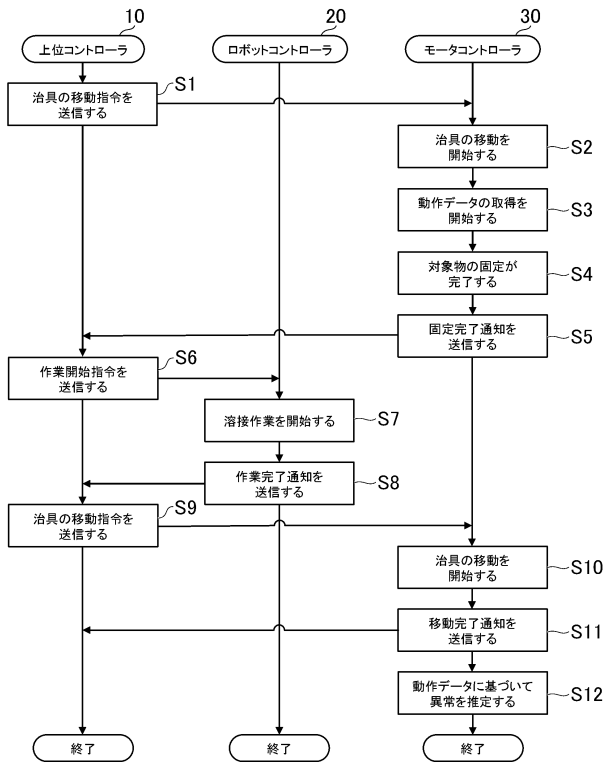 10
20
30
上位コントローラ
ロボットコントローラ
モータコントローラ
S1
治具の移動指令を
送信する
治具の移動を
開始する
S2
動作データの取得を
開始する
S3
対象物の固定が
完了する
S4
固定完了通知を
送信する
S5
S6
作業開始指令を
送信する
溶接作業を開始する
S7
作業完了通知を
送信する
S8
S9
治具の移動指令を
送信する
治具の移動を
開始する
S10
移動完了通知を
送信する
S11
動作データに基づいて
異常を推定する
S12
終了
終了
終了